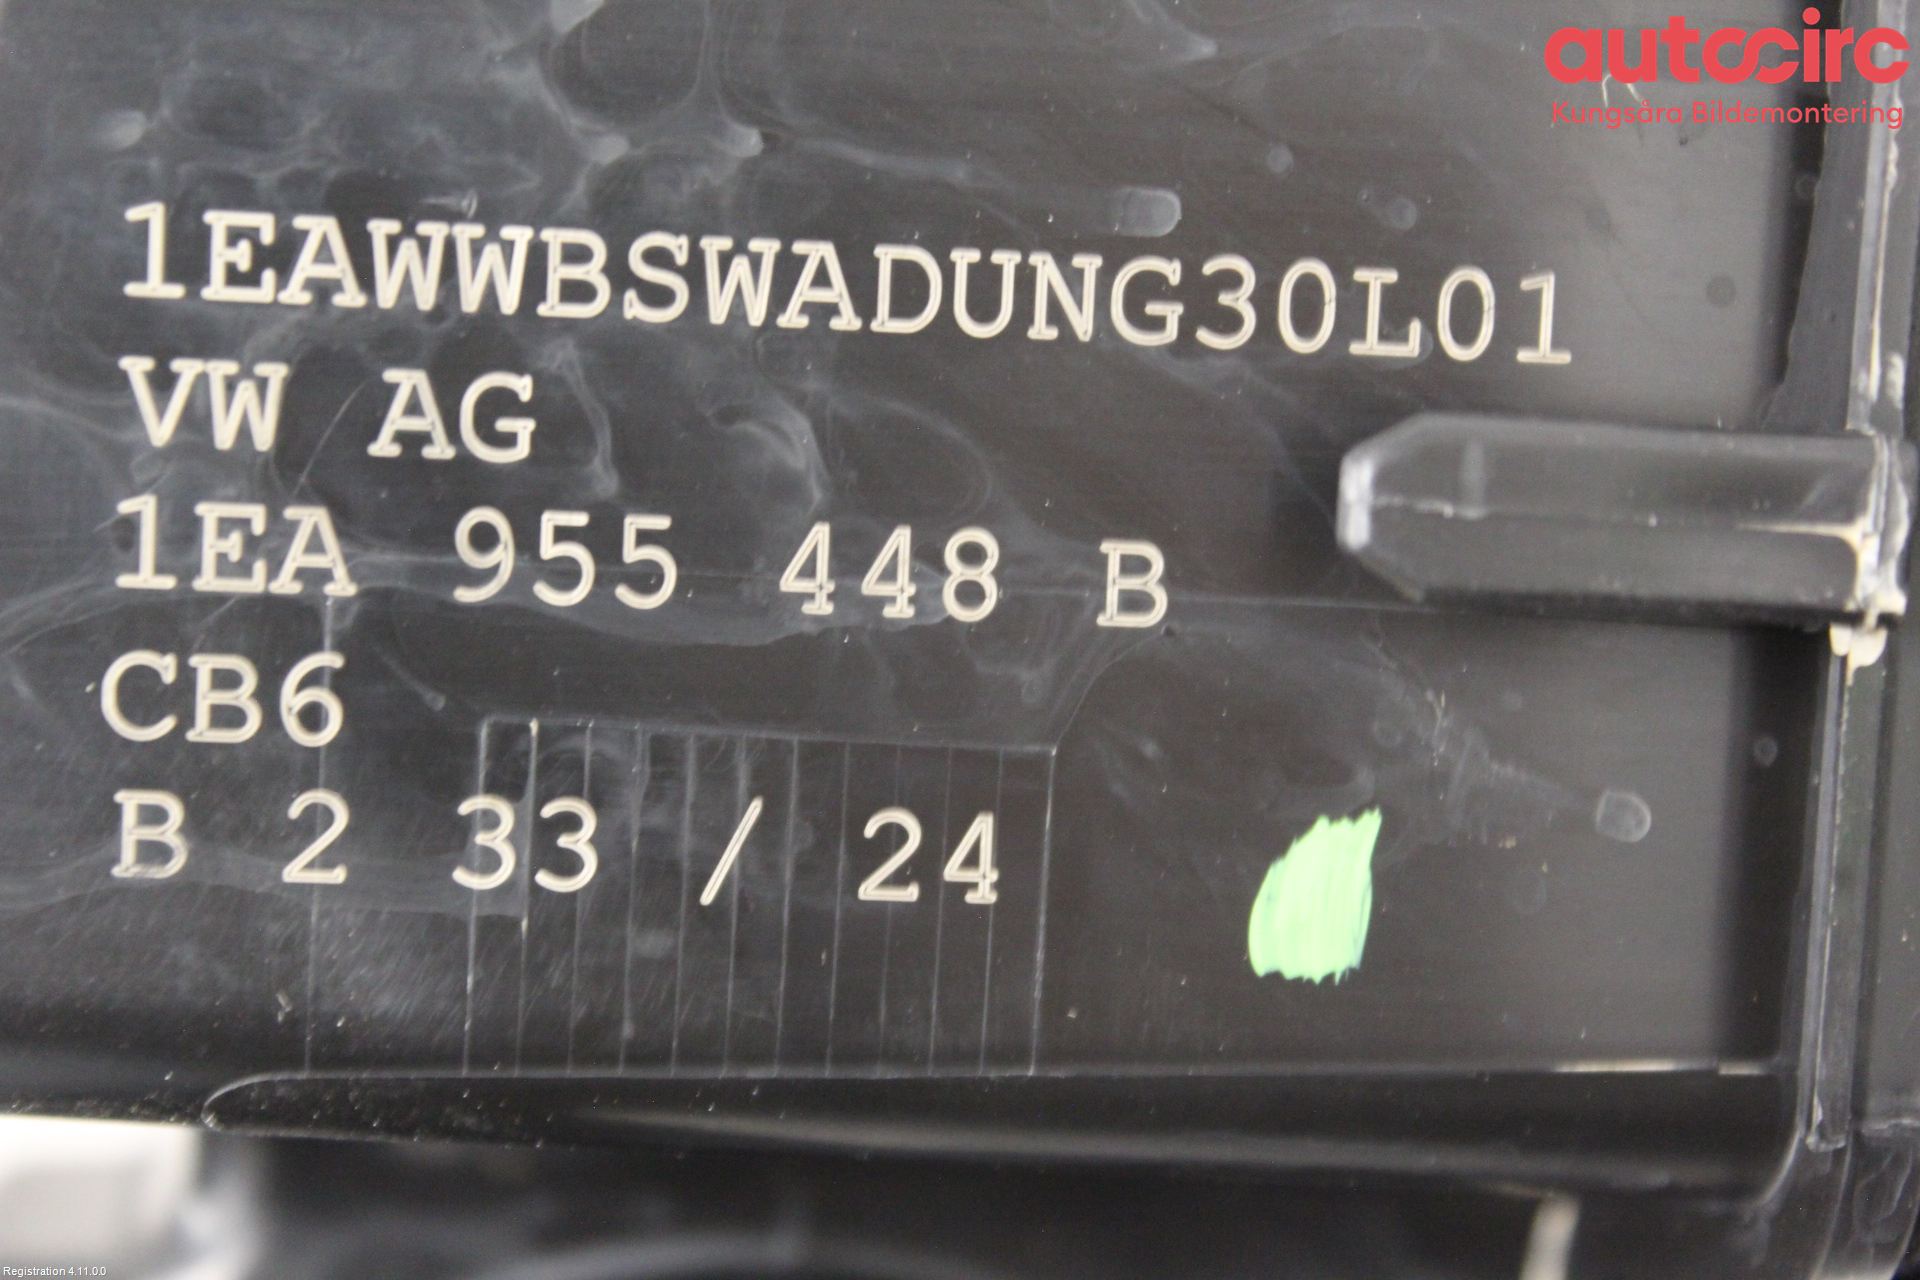 autocirc
Kungsåra Bildemontering
1EAWWBSWADUNG30L01
VW AG
1EA 955 448 B
CB6
B 2 33 / 24
Registration 4.11.0.0